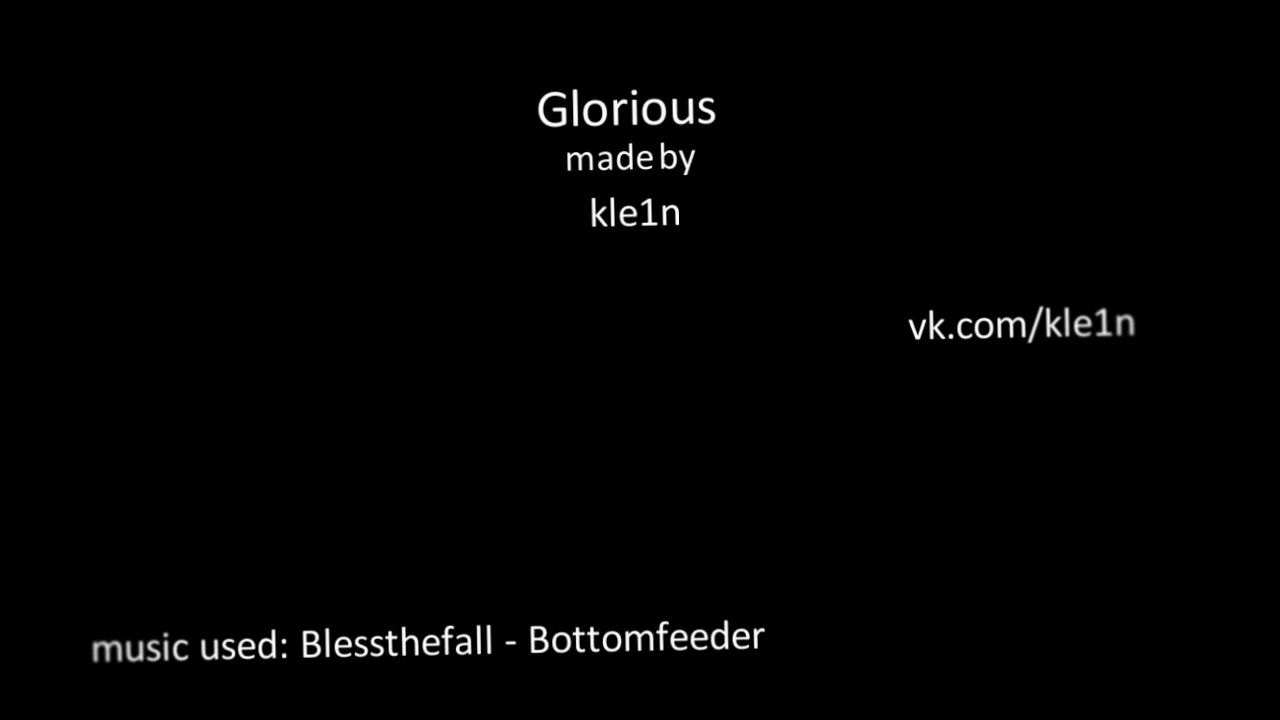 Glorious
made by
kle1n
vk.com/kle1n
music used: Blessthefall - Bottomfeeder